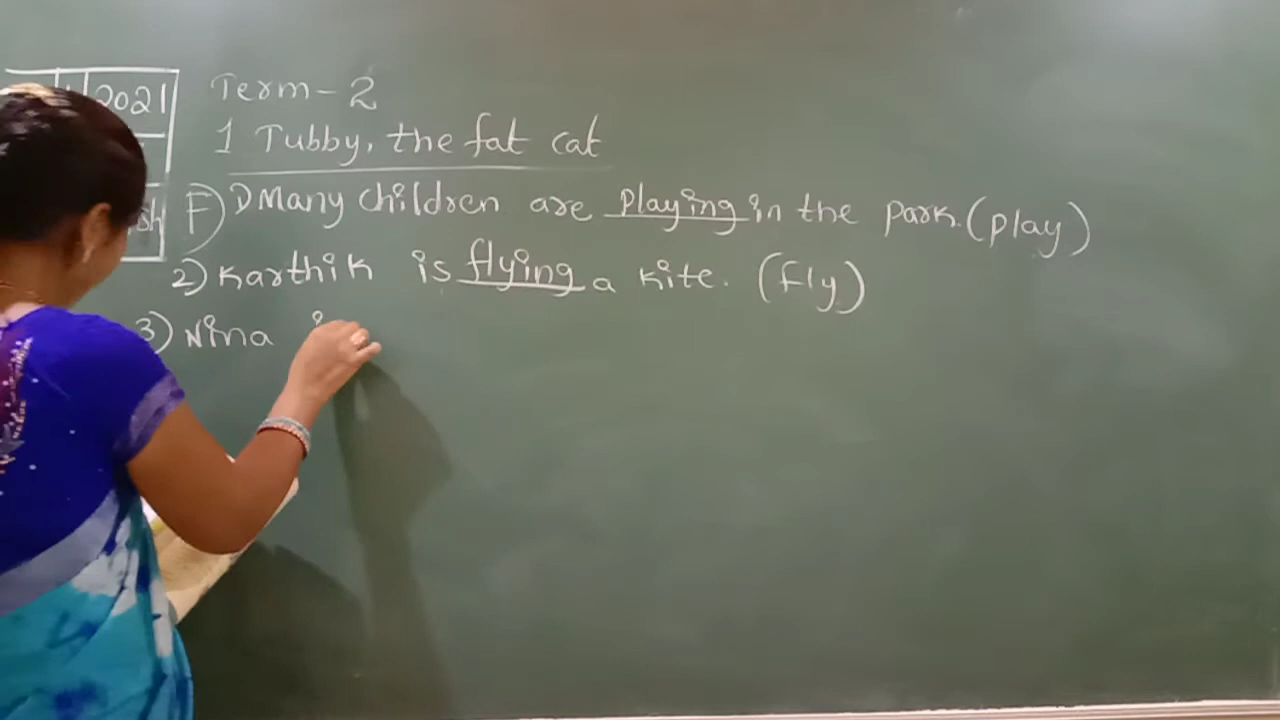 2021
Term - 2
1 Tubby, the fat cat
F) 1) Many children are playing in the park. (play)
2) Karthik is flying a kite. (fly)
3) Nina